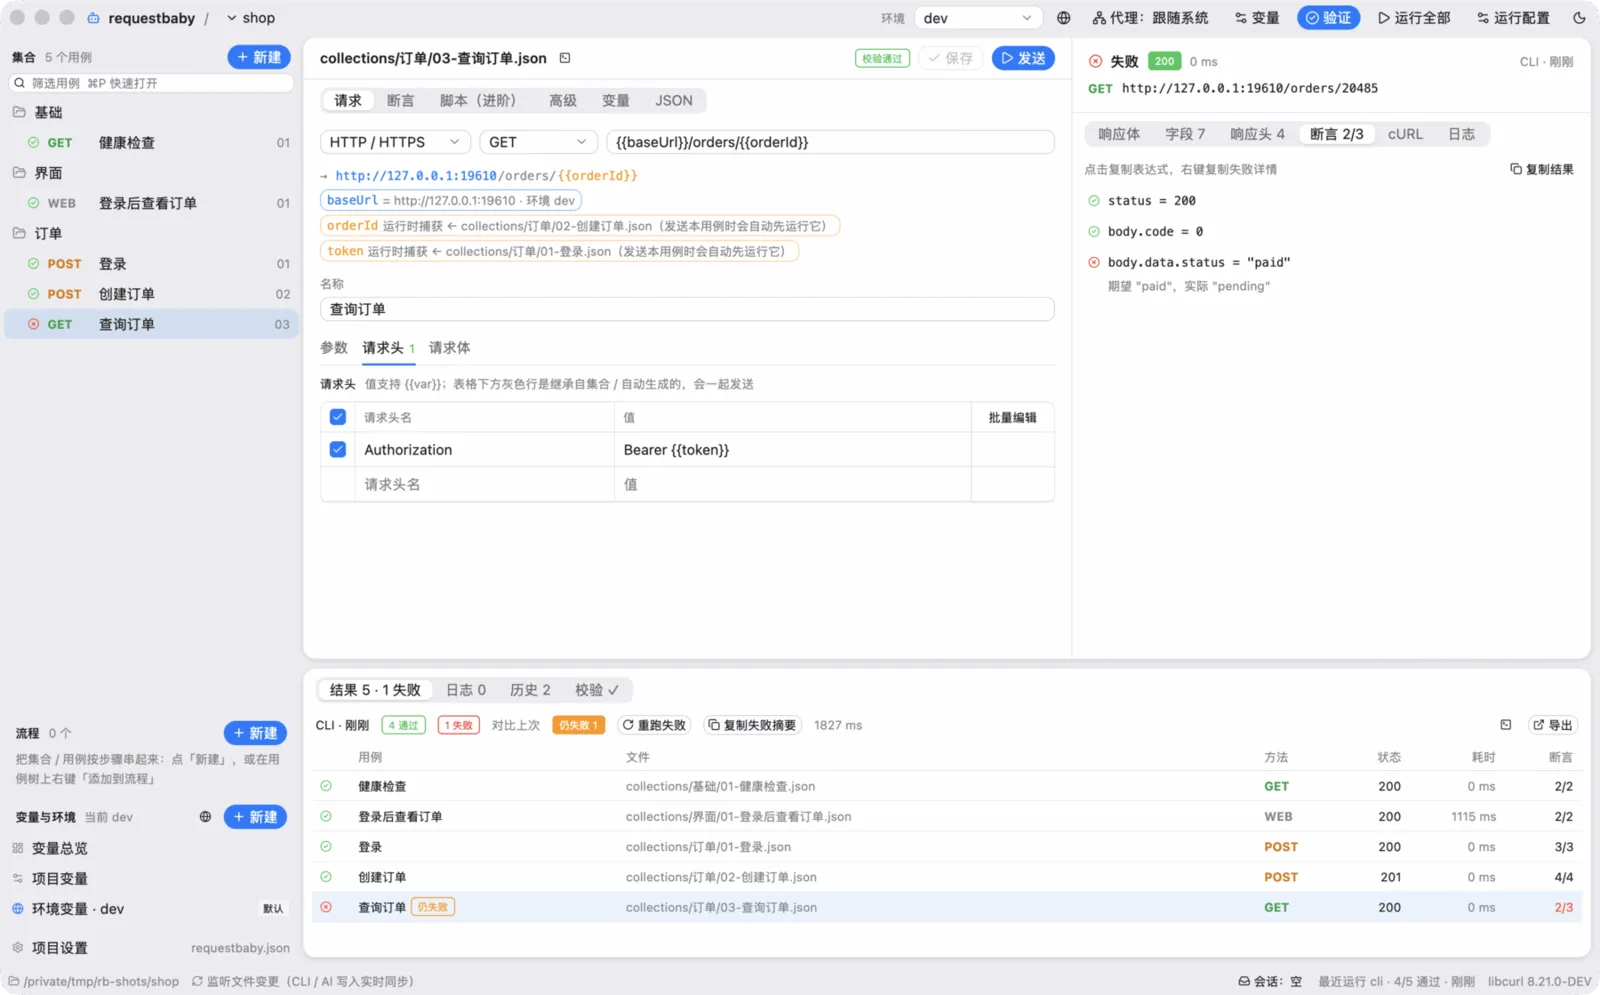 requestbaby / shop
环境 dev 代理：跟随系统 变量 验证 运行全部 运行配置
集合 5 个用例 + 新建
筛选用例 ⌘P 快速打开
基础
GET 健康检查 01
界面
WEB 登录后查看订单 01
订单
POST 登录 01
POST 创建订单 02
GET 查询订单 03
流程 0 个 + 新建
把集合 / 用例按步骤串起来：点「新建」，或在用
例树上右键「添加到流程」
变量与环境 当前 dev + 新建
变量总览
项目变量
环境变量 · dev 默认
项目设置 requestbaby.json
collections/订单/03-查询订单.json 校验通过 保存 发送
请求 断言 脚本（进阶） 高级 变量 JSON
HTTP / HTTPS GET {{baseUrl}}/orders/{{orderId}}
→ http://127.0.0.1:19610/orders/{{orderId}}
baseUrl = http://127.0.0.1:19610 · 环境 dev
orderId 运行时捕获 ← collections/订单/02-创建订单.json（发送本用例时会自动先运行它）
token 运行时捕获 ← collections/订单/01-登录.json（发送本用例时会自动先运行它）
名称
查询订单
参数 请求头 1 请求体
请求头 值支持 {{var}}；表格下方灰色行是继承自集合 / 自动生成的，会一起发送
请求头名 值 批量编辑
Authorization Bearer {{token}}
请求头名 值
失败 200 0 ms CLI · 刚刚
GET http://127.0.0.1:19610/orders/20485
响应体 字段 7 响应头 4 断言 2/3 cURL 日志
点击复制表达式，右键复制失败详情 复制结果
status = 200
body.code = 0
body.data.status = "paid"
期望 "paid"，实际 "pending"
结果 5 · 1 失败 日志 0 历史 2 校验 ✓
CLI · 刚刚 4 通过 1 失败 对比上次 仍失败 1 重跑失败 复制失败摘要 1827 ms 导出
用例 文件 方法 状态 耗时 断言
健康检查 collections/基础/01-健康检查.json GET 200 0 ms 2/2
登录后查看订单 collections/界面/01-登录后查看订单.json WEB 200 1115 ms 2/2
登录 collections/订单/01-登录.json POST 200 0 ms 3/3
创建订单 collections/订单/02-创建订单.json POST 201 0 ms 4/4
查询订单 仍失败 collections/订单/03-查询订单.json GET 200 0 ms 2/3
/private/tmp/rb-shots/shop 监听文件变更（CLI / AI 写入实时同步） 会话：空 最近运行 cli · 4/5 通过 · 刚刚 libcurl 8.21.0-DEV